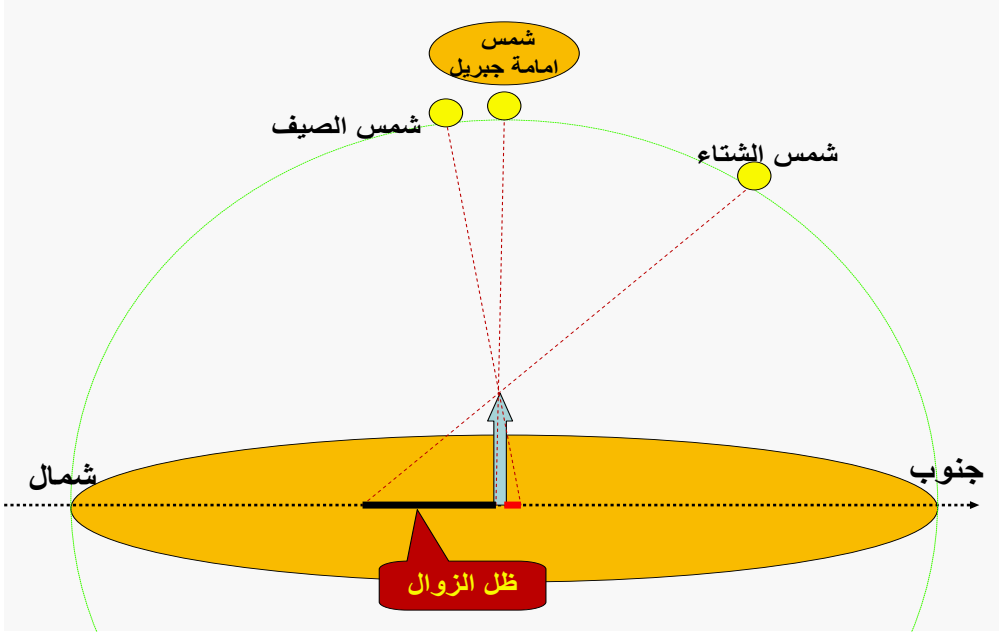 شمس
امامة جبريل
شمس الصيف
شمس الشتاء
جنوب
شمال
ظل الزوال